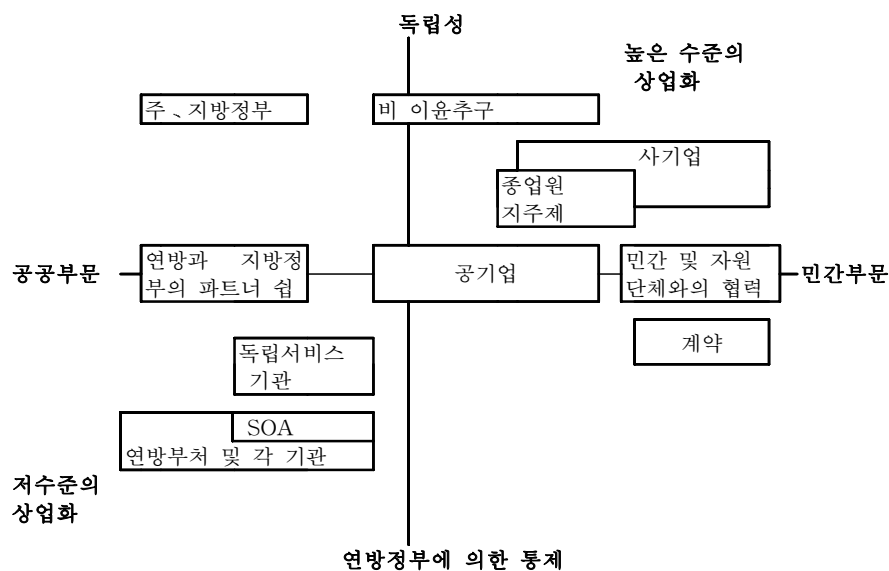 독립성
높은 수준의
상업화
주、지방정부
비 이윤추구
사기업
종업원
지주제
공공부문
연방과 지방정
부의 파트너 쉽
공기업
민간 및 자원
단체와의 협력
민간부문
독립서비스
기관
계약
SOA
연방부처 및 각 기관
저수준의
상업화
연방정부에 의한 통제